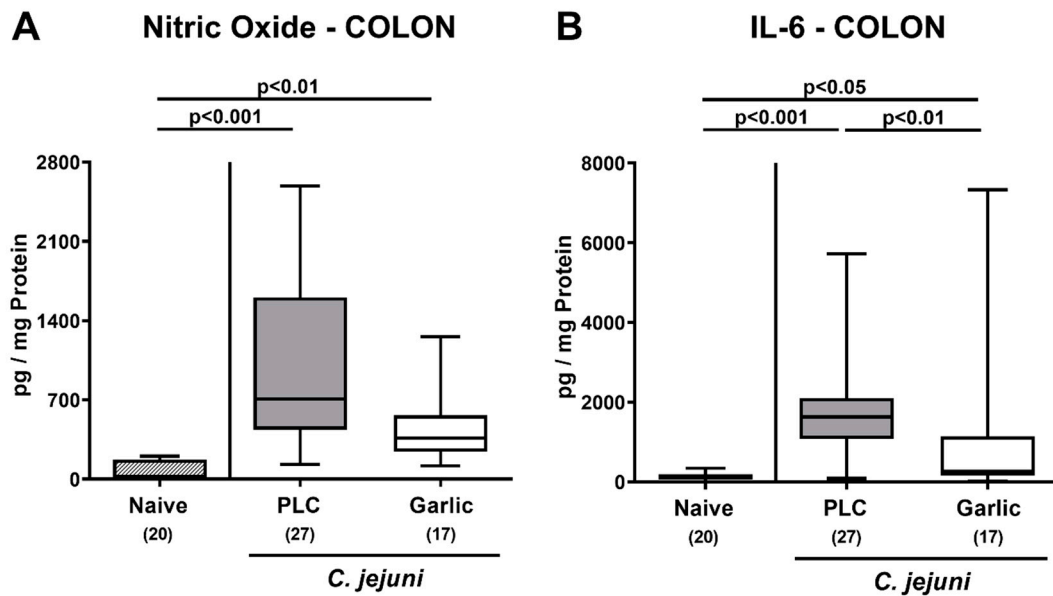 A
Nitric Oxide - COLON
p<0.01
p<0.001
pg / mg Protein
2800
2100
1400
700
0
Naive
PLC
Garlic
(20)
(27)
(17)
C. jejuni
B
IL-6 - COLON
p<0.05
p<0.001
p<0.01
pg / mg Protein
8000
6000
4000
2000
0
Naive
PLC
Garlic
(20)
(27)
(17)
C. jejuni